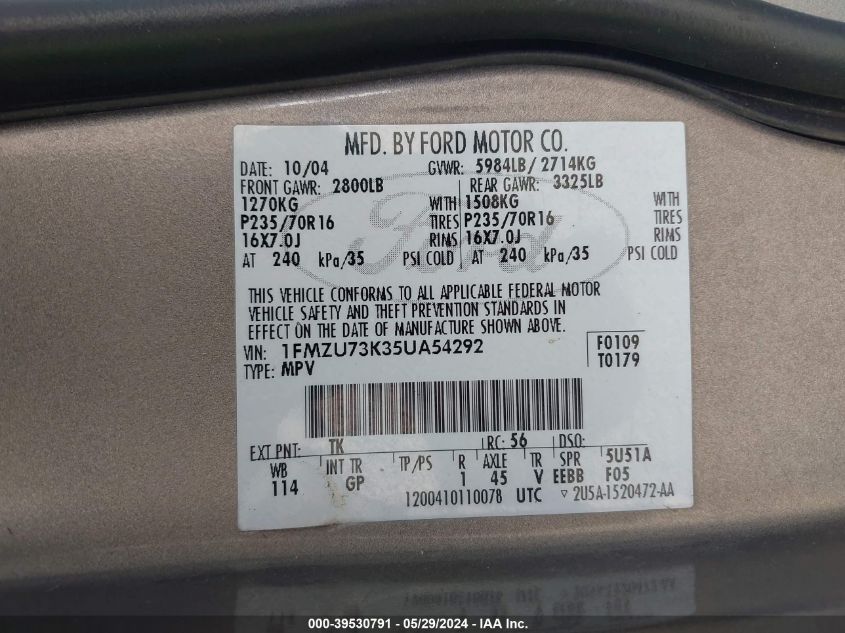 MFD. BY FORD MOTOR CO.
DATE: 10/04 GVWR: 5984LB/ 2714KG
FRONT GAWR: 2800LB REAR GAWR: 3325LB
1270KG WITH 1508KG WITH
P235/70R16 TIRES P235/70R16 TIRES
16X7.0J RIMS 16X7.0J RIMS
AT 240 kPa/35 PSI COLD AT 240 kPa/35 PSI COLD
Ford
THIS VEHICLE CONFORMS TO ALL APPLICABLE FEDERAL MOTOR
VEHICLE SAFETY AND THEFT PREVENTION STANDARDS IN
EFFECT ON THE DATE OF MANUFACTURE SHOWN ABOVE.
VIN: 1FMZU73K35UA54292 F0109
TYPE: MPV T0179
EXT PNT: TK RC: 56 DSO:
WB INT TR TP/PS R AXLE TR SPR 5U51A
114 GP 1 45 V EEBB F05
1200410110078 UTC ▽ 2U5A-1520472-AA
000-39530791 - 05/29/2024 - IAA Inc.